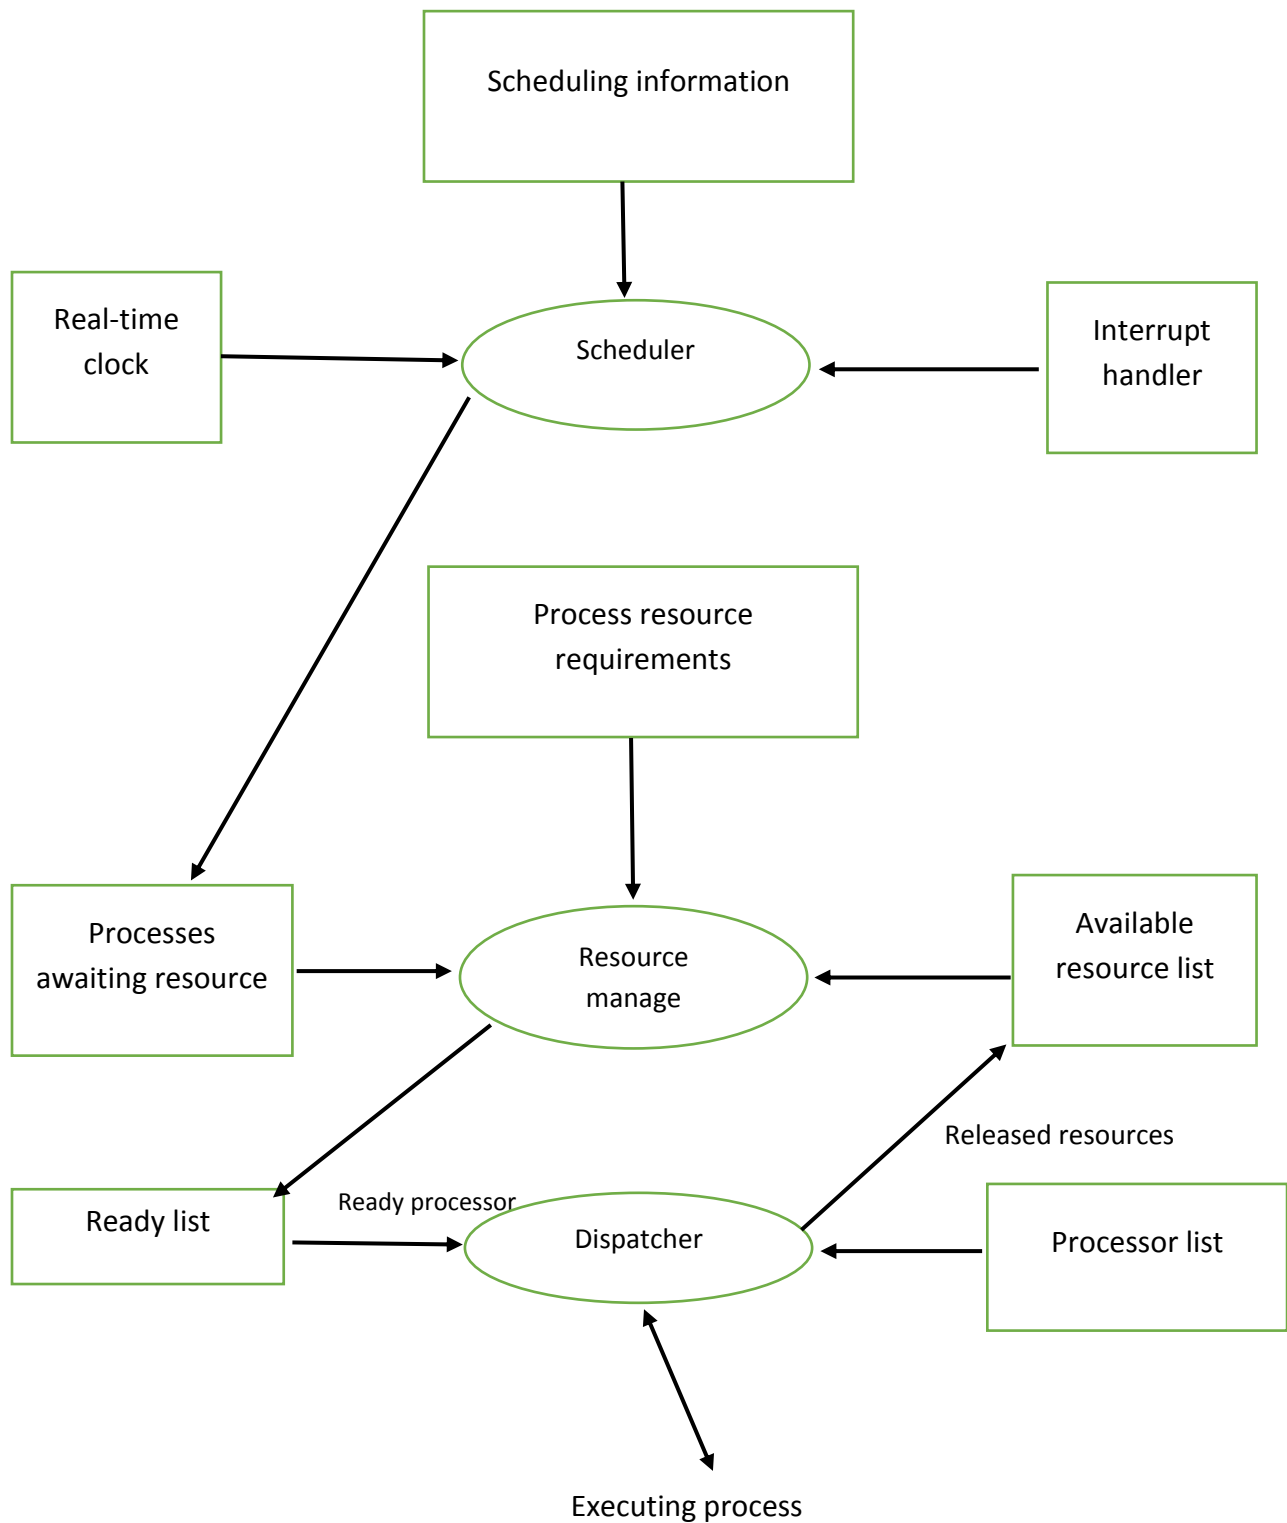 Scheduling information
Real-time
clock
Scheduler
Interrupt
handler
Process resource
requirements
Processes
awaiting resource
Resource
manage
Available
resource list
Released resources
Ready list
Ready processor
Dispatcher
Processor list
Executing process